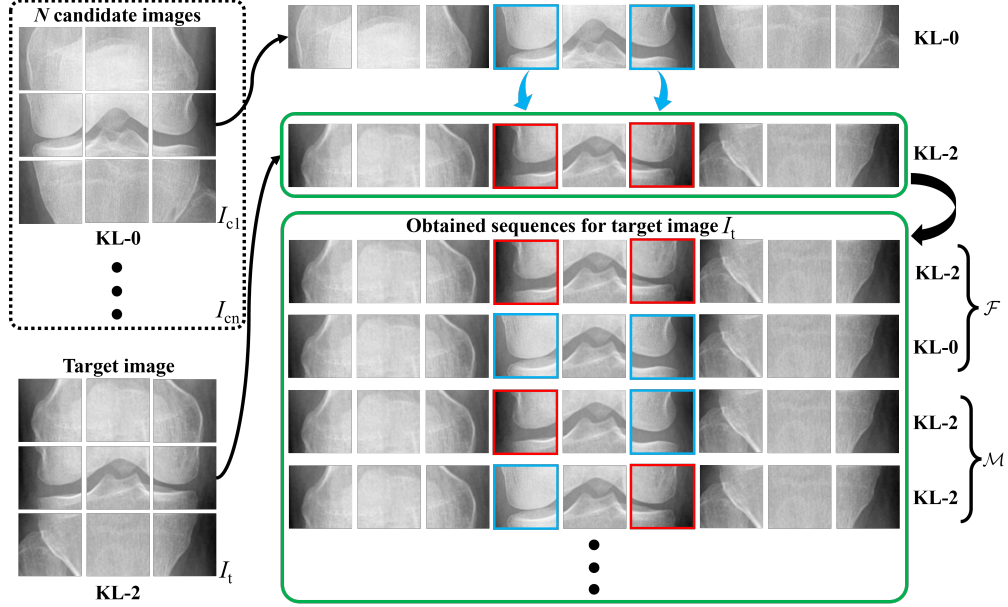 N candidate images
I_c1
KL-0
I_cn
Target image
I_t
KL-2
KL-0
KL-2
Obtained sequences for target image I_t
KL-2
KL-0
F
KL-2
KL-2
M